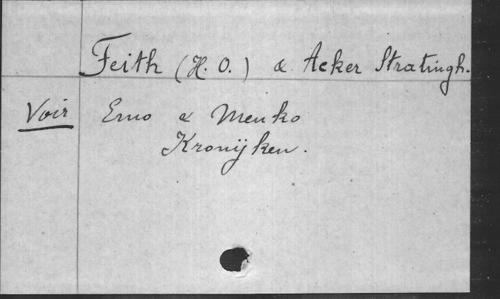 Feith (H. O.) & Acker Stratingh.
Voir Emo & Menko
Kronijken.